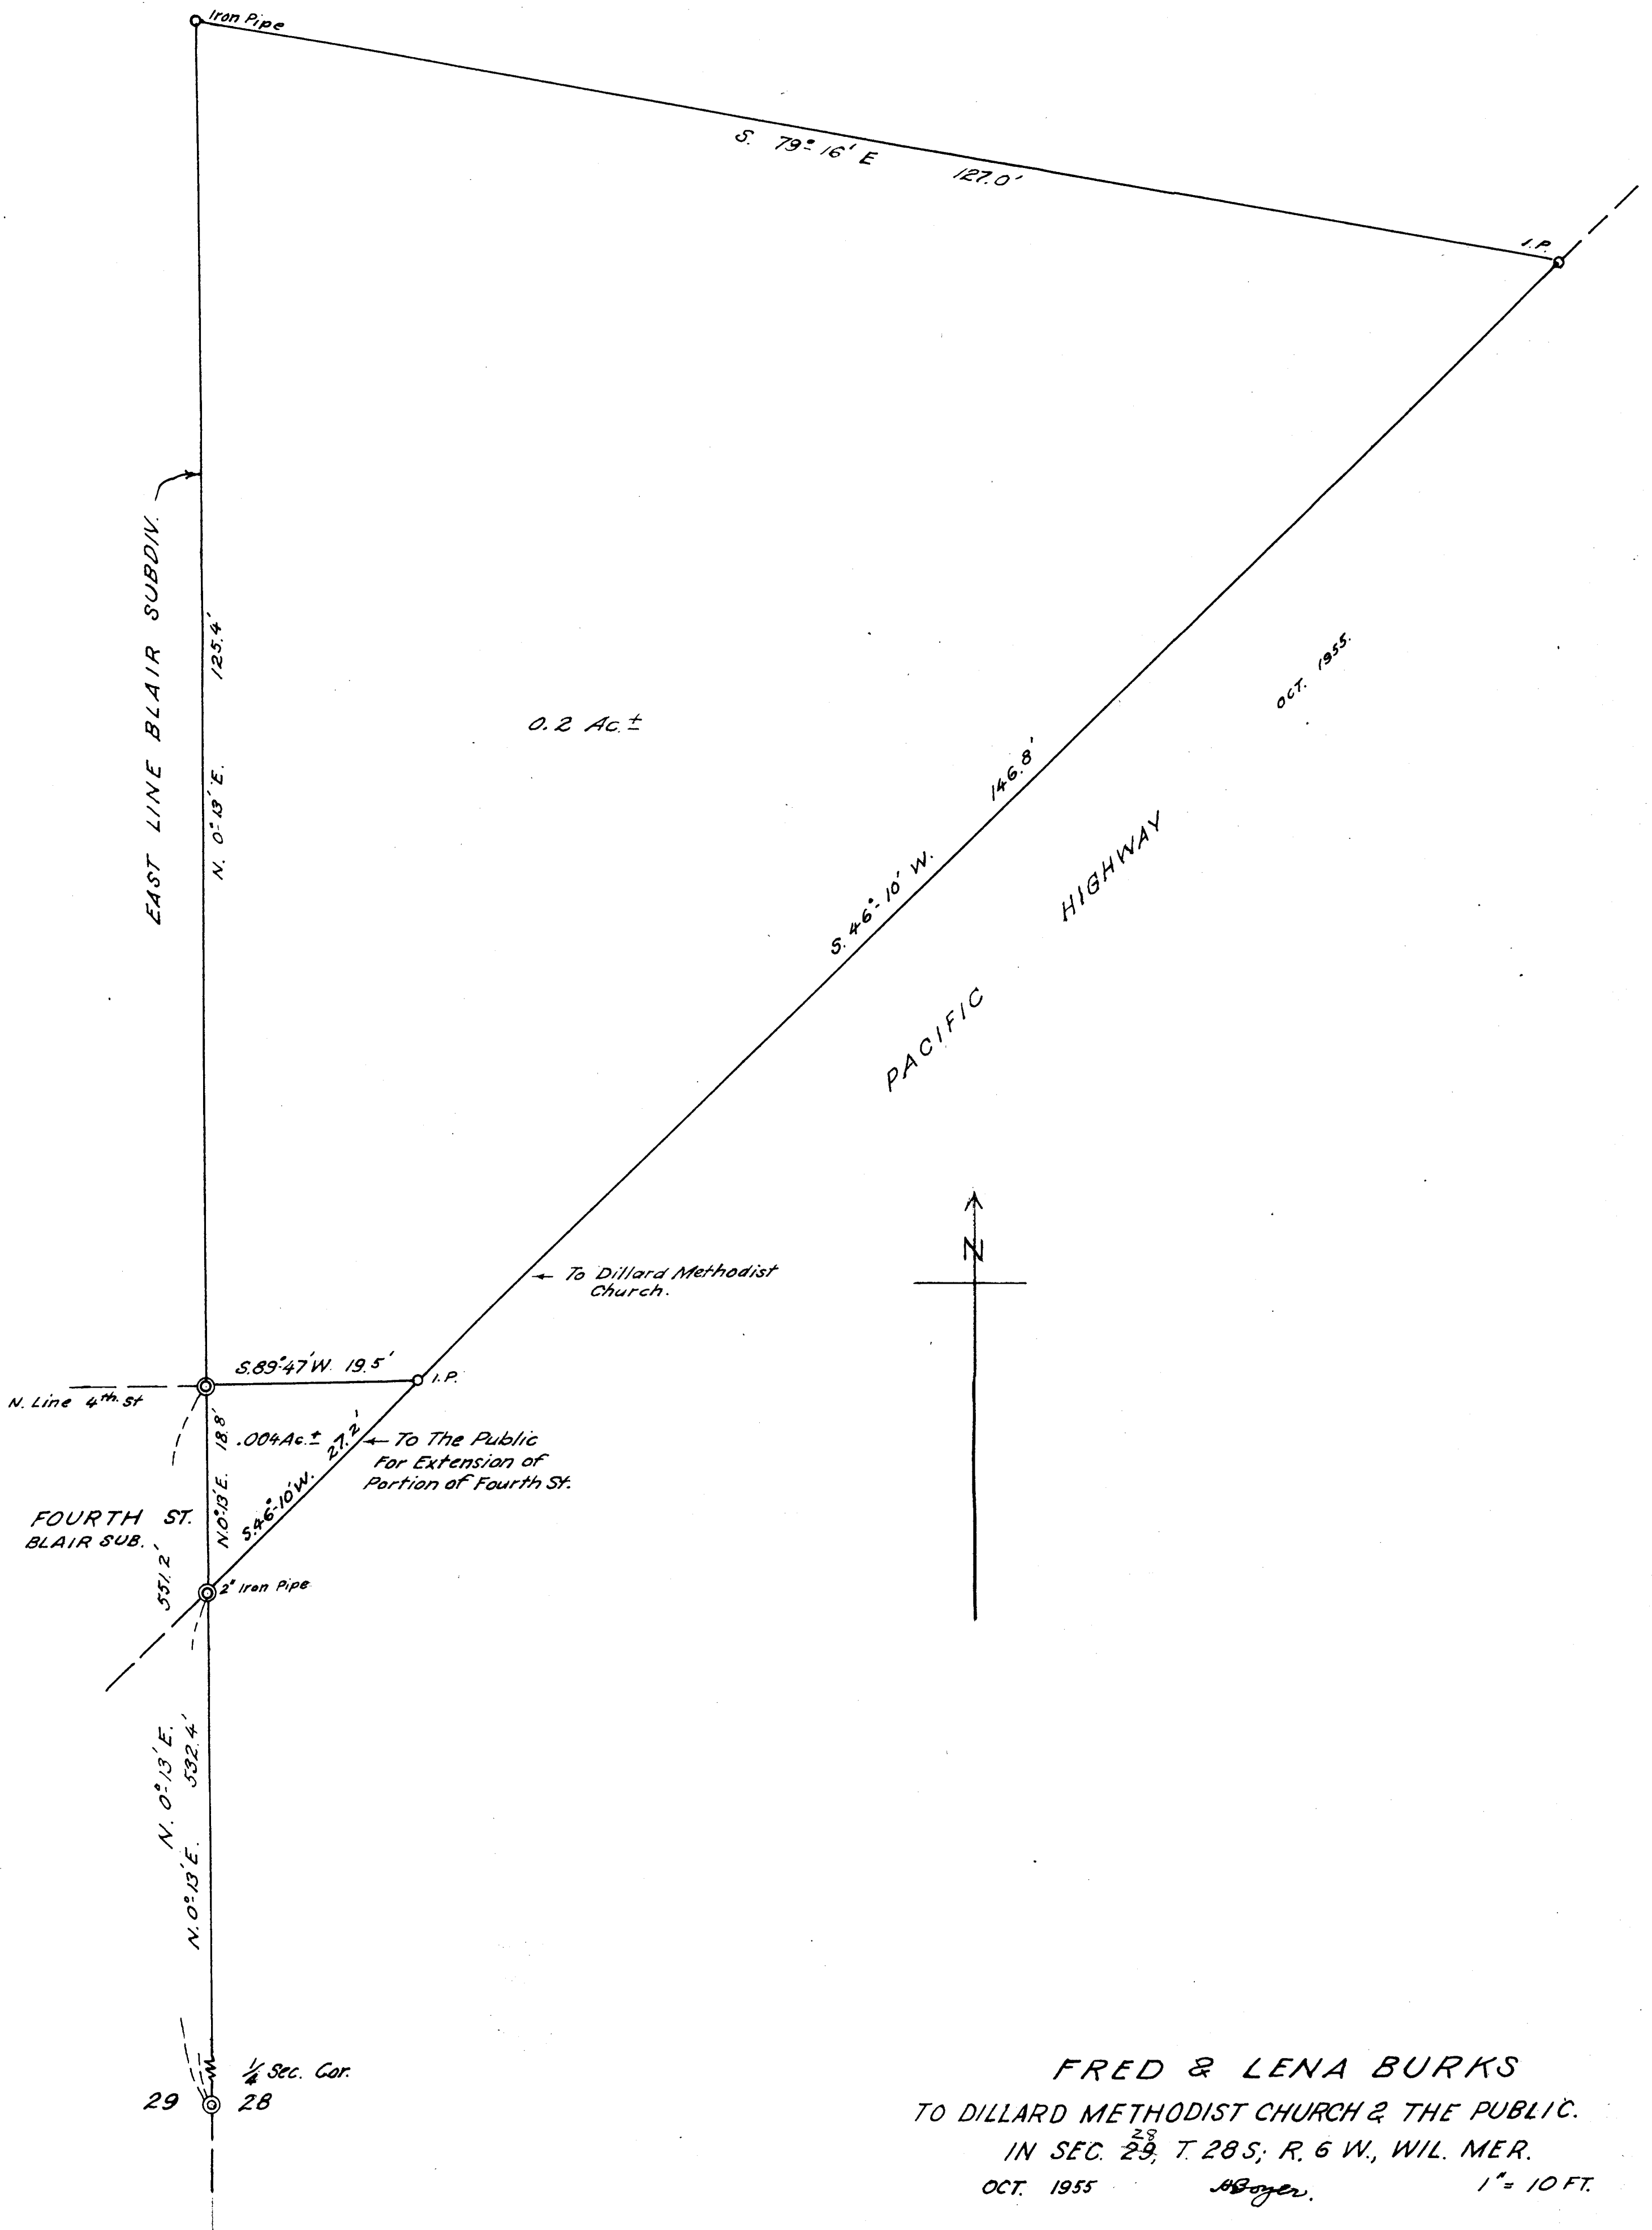 Iron Pipe
S. 79°-16' E 127.0'
I.P.
EAST LINE BLAIR SUBDIV.
N. 0°-13' E. 125.4'
0.2 Ac. ±
S. 46°-10' W. 146.8'
OCT. 1955.
PACIFIC HIGHWAY
N
← To Dillard Methodist
Church.
S. 89°-47' W. 19.5'
I.P.
N. Line 4th. St
N. 0°-13' E. 18.8'
.004 Ac. ±
S. 46°-10' W. 27.2'
← To The Public
For Extension of
Portion of Fourth St.
FOURTH ST.
BLAIR SUB.
2" Iron Pipe
N. 0°-13' E. 551.2'
N. 0°-13' E. 532.4'
1/4 Sec. Cor.
29 28
FRED & LENA BURKS
TO DILLARD METHODIST CHURCH & THE PUBLIC.
28
IN SEC. 29, T. 28 S; R. 6 W., WIL. MER.
OCT. 1955 Boyer. 1" = 10 FT.